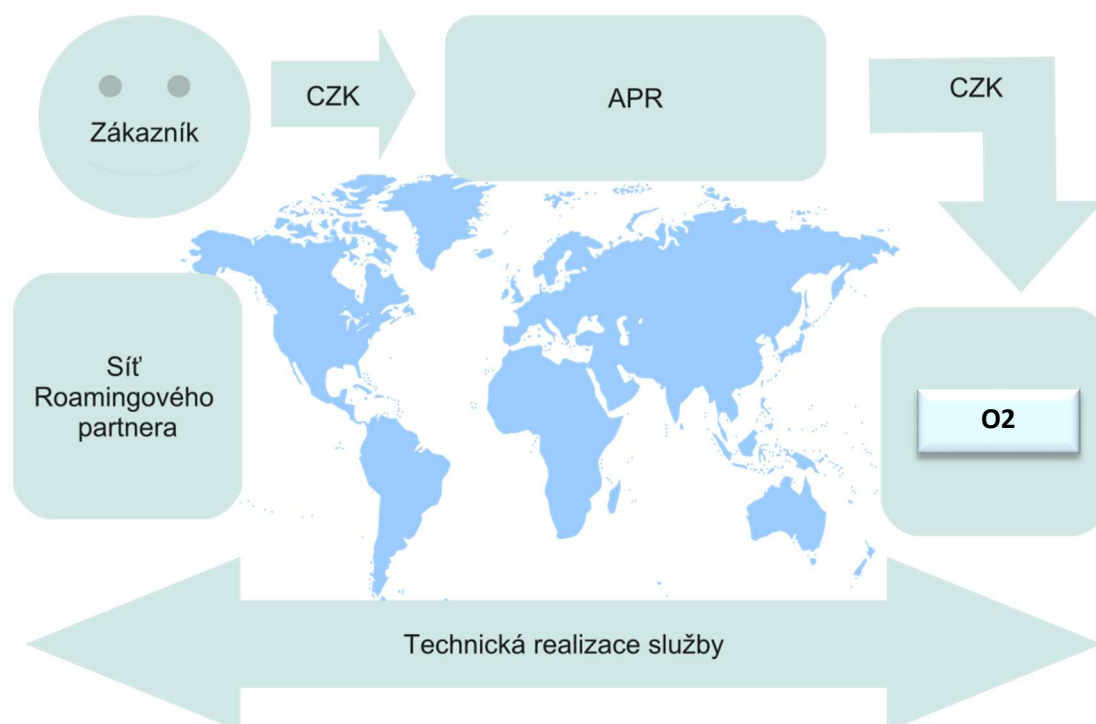 Zákazník
CZK
APR
CZK
Síť
Roamingového
partnera
O2
Technická realizace služby